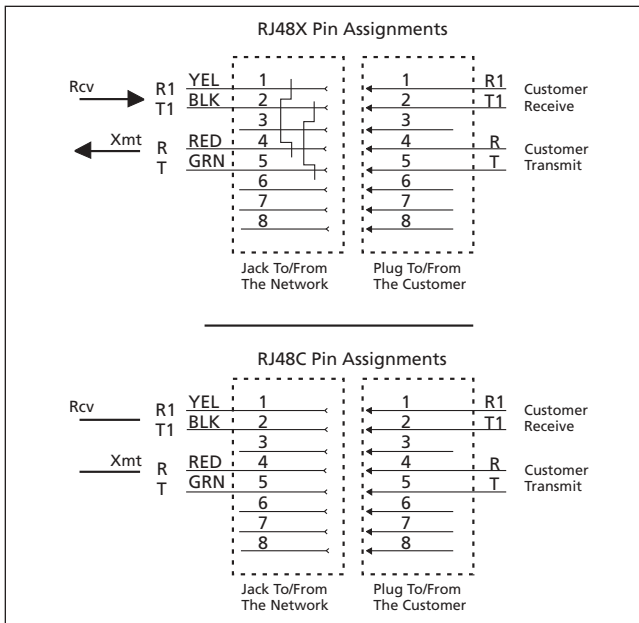 RJ48X Pin Assignments
Rcv R1 YEL 1 1 R1 Customer
T1 BLK 2 2 T1 Receive
3 3
Xmt R RED 4 4 R Customer
T GRN 5 5 T Transmit
6 6
7 7
8 8
Jack To/From Plug To/From
The Network The Customer
RJ48C Pin Assignments
Rcv R1 YEL 1 1 R1 Customer
T1 BLK 2 2 T1 Receive
3 3
Xmt R RED 4 4 R Customer
T GRN 5 5 T Transmit
6 6
7 7
8 8
Jack To/From Plug To/From
The Network The Customer